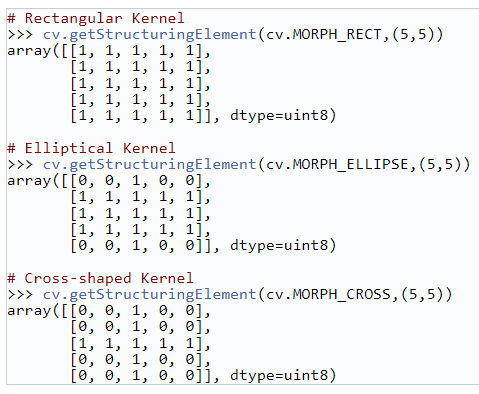 # Rectangular Kernel
>>> cv.getStructuringElement(cv.MORPH_RECT,(5,5))
array([[1, 1, 1, 1, 1],
       [1, 1, 1, 1, 1],
       [1, 1, 1, 1, 1],
       [1, 1, 1, 1, 1],
       [1, 1, 1, 1, 1]], dtype=uint8)

# Elliptical Kernel
>>> cv.getStructuringElement(cv.MORPH_ELLIPSE,(5,5))
array([[0, 0, 1, 0, 0],
       [1, 1, 1, 1, 1],
       [1, 1, 1, 1, 1],
       [1, 1, 1, 1, 1],
       [0, 0, 1, 0, 0]], dtype=uint8)

# Cross-shaped Kernel
>>> cv.getStructuringElement(cv.MORPH_CROSS,(5,5))
array([[0, 0, 1, 0, 0],
       [0, 0, 1, 0, 0],
       [1, 1, 1, 1, 1],
       [0, 0, 1, 0, 0],
       [0, 0, 1, 0, 0]], dtype=uint8)